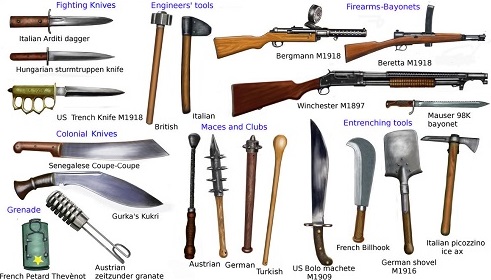 Fighting Knives
Italian Arditi dagger
Hungarian sturmtruppen knife
US Trench Knife M1918
Engineers' tools
British
Italian
Firearms-Bayonets
Bergmann M1918
Beretta M1918
Winchester M1897
Mauser 98K
bayonet
Colonial Knives
Senegalese Coupe-Coupe
Gurka's Kukri
Grenade
French Petard Thevènot
Austrian
zeitzunder granate
Maces and Clubs
Austrian
German
Turkish
US Bolo machete
M1909
Entrenching tools
French Billhook
German shovel
M1916
Italian picozzino
ice ax